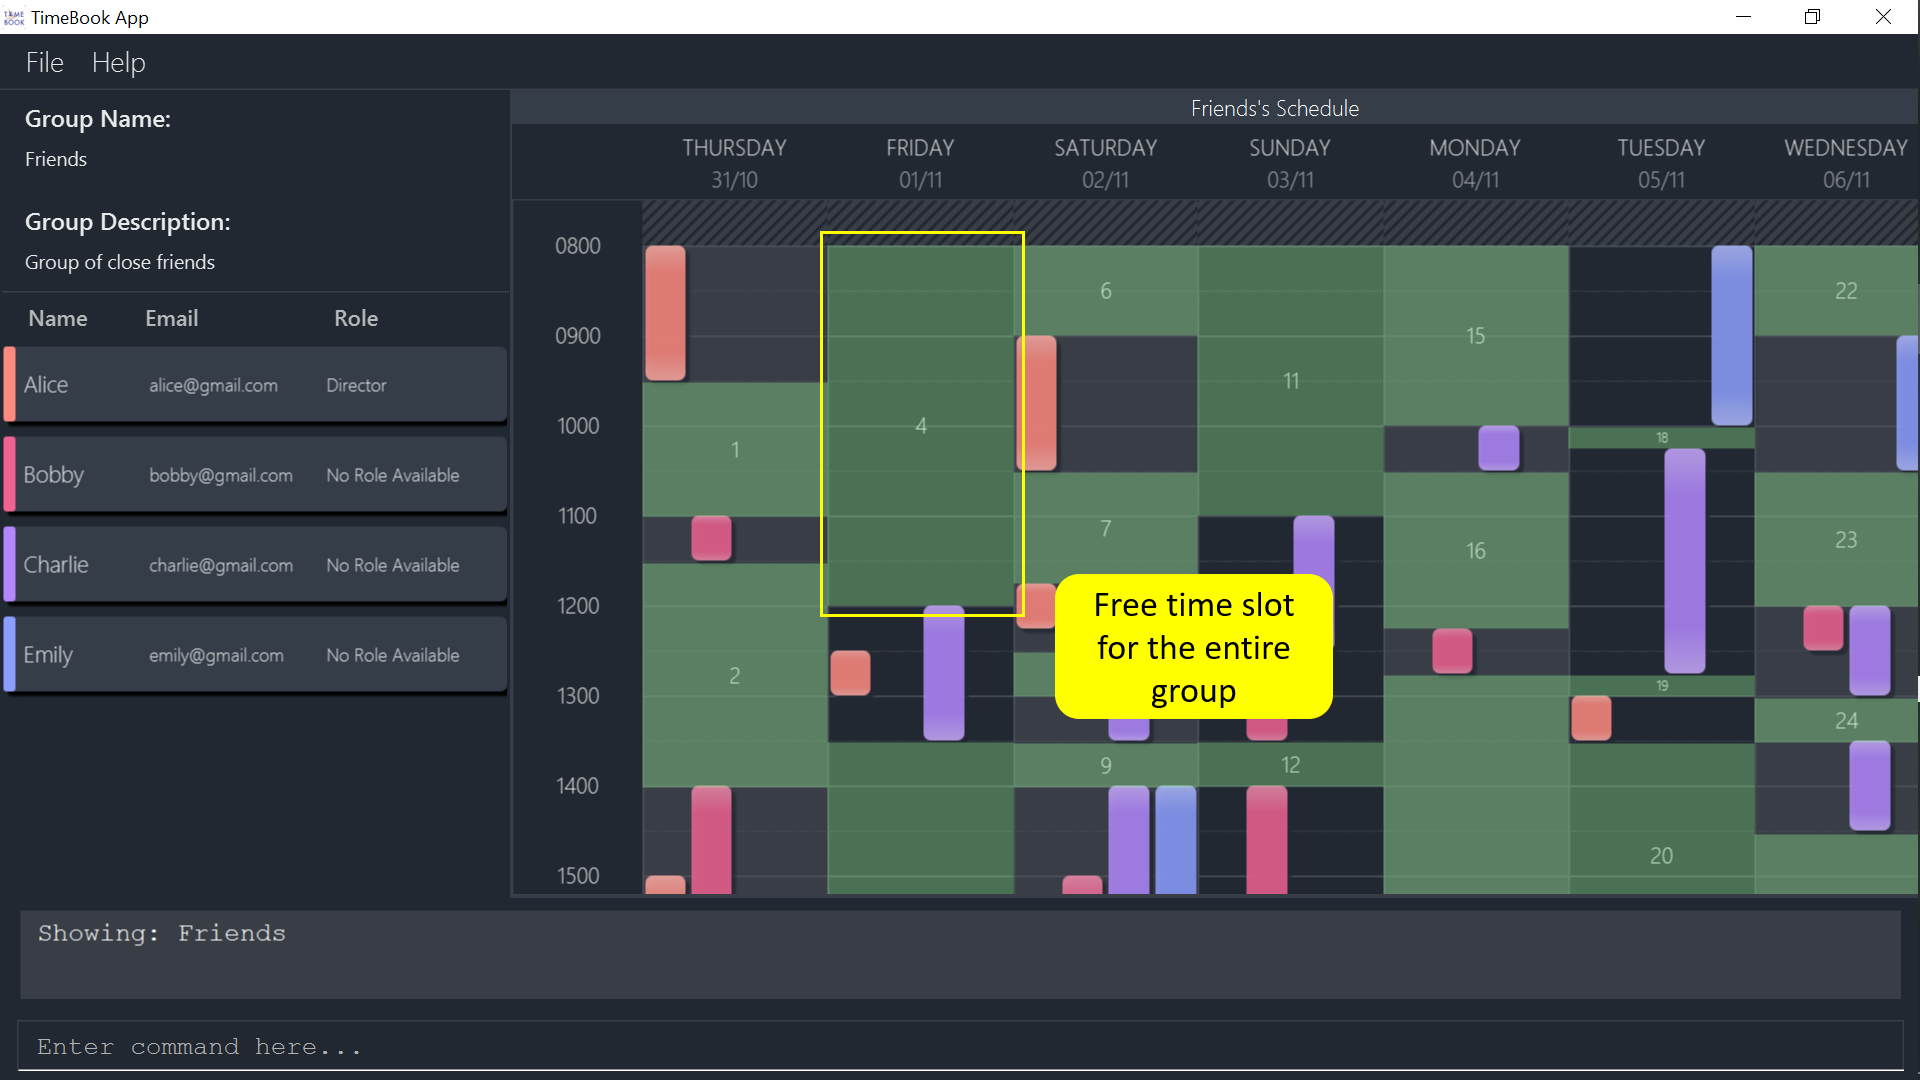 TIME
BOOK
TimeBook App
File Help
Group Name:
Friends
Group Description:
Group of close friends
Name Email Role
Alice alice@gmail.com Director
Bobby bobby@gmail.com No Role Available
Charlie charlie@gmail.com No Role Available
Emily emily@gmail.com No Role Available
Friends's Schedule
THURSDAY FRIDAY SATURDAY SUNDAY MONDAY TUESDAY WEDNESDAY
31/10 01/11 02/11 03/11 04/11 05/11 06/11
0800
6 22
0900 15
11
1000 4 18
1
1100 7 23
16
1200
Free time slot
for the entire
group
2 19
1300
24
9 12
1400
20
1500
Showing: Friends
Enter command here...